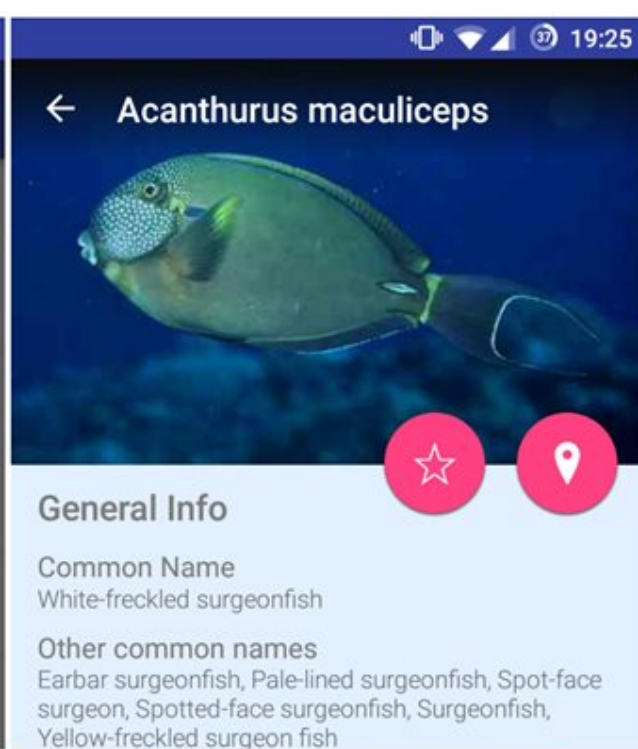 37 19:25
Acanthurus maculiceps
General Info
Common Name
White-freckled surgeonfish
Other common names
Earbar surgeonfish, Pale-lined surgeonfish, Spot-face
surgeon, Spotted-face surgeonfish, Surgeonfish,
Yellow-freckled surgeon fish